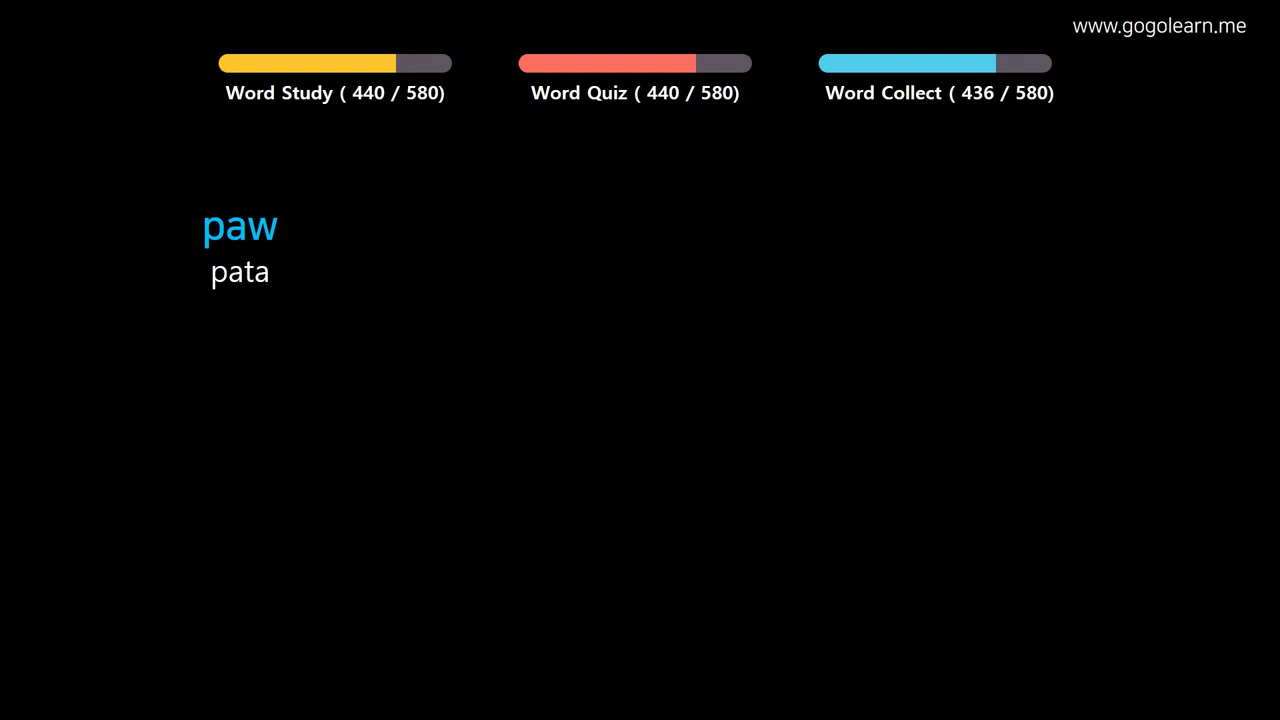 www.gogolearn.me
Word Study ( 440 / 580)
Word Quiz ( 440 / 580)
Word Collect ( 436 / 580)
paw
pata